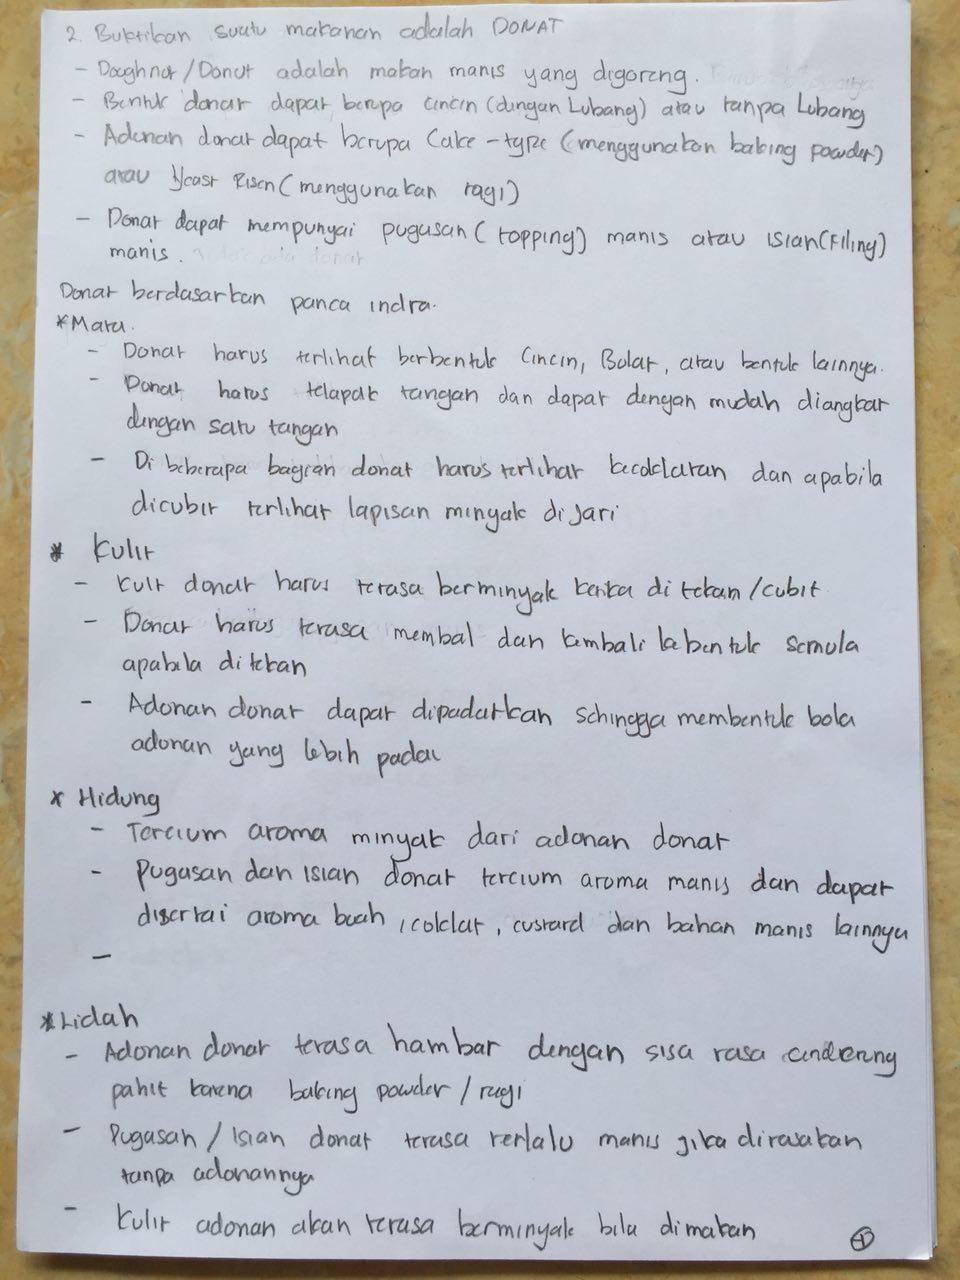 2. Buktikan suatu makanan adalah DONAT
- Doughnut/Donut adalah makan manis yang digoreng.
- Bentuk donat dapat berupa cincin (dengan Lubang) atau tanpa Lubang
- Adonan donat dapat berupa Cake-type (menggunakan baking powder)
atau Yeast Risen (menggunakan ragi)
- Donat dapat mempunyai pugasan (topping) manis atau isian (Filing)
manis.
Donat berdasarkan panca indra.
*Mata.
- Donat harus terlihat berbentuk Cincin, Bulat, atau bentuk lainnya.
- Donat harus telapak tangan dan dapat dengan mudah diangkat
dengan satu tangan
- Di beberapa bagian donat harus terlihat kecoklatan dan apabila
dicubit terlihat lapisan minyak di Jari
* Kulit
- Kulit donat harus terasa berminyak ketika di tekan/cubit
- Donat harus terasa membal dan kembali ke bentuk semula
apabila di tekan
- Adonan donat dapat dipadatkan sehingga membentuk bola
adonan yang lebih padat
* Hidung
- Tercium aroma minyak dari adonan donat
- Pugasan dan isian donat tercium aroma manis dan dapat
disertai aroma buah, coklat, custard dan bahan manis lainnya
-
*Lidah
- Adonan donat terasa hambar dengan sisa rasa cenderung
pahit karena baking powder/ragi
- Pugasan/Isian donat terasa terlalu manis jika dirasakan
tanpa adonannya
- Kulit adonan akan terasa berminyak bila dimakan
1